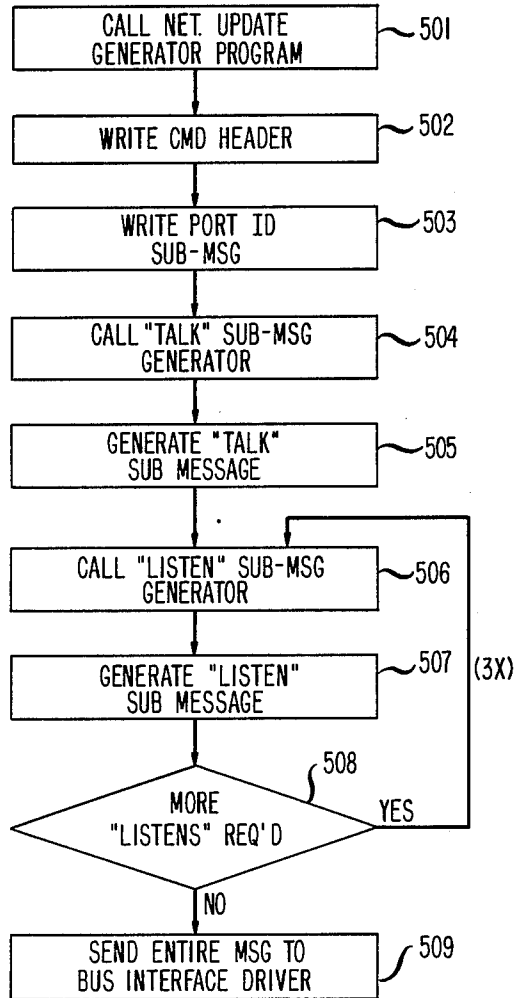 CALL NET. UPDATE
GENERATOR PROGRAM
501
WRITE CMD HEADER
502
WRITE PORT ID
SUB-MSG
503
CALL "TALK" SUB-MSG
GENERATOR
504
GENERATE "TALK"
SUB MESSAGE
505
CALL "LISTEN" SUB-MSG
GENERATOR
506
GENERATE "LISTEN"
SUB MESSAGE
507
(3X)
508
MORE
"LISTENS" REQ'D
YES
NO
SEND ENTIRE MSG TO
BUS INTERFACE DRIVER
509